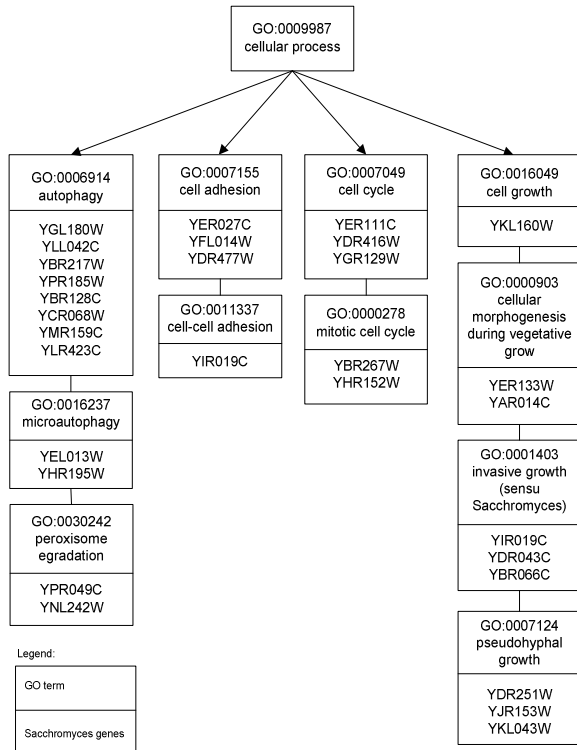 GO:0009987
cellular process
GO:0006914
autophagy
YGL180W
YLL042C
YBR217W
YPR185W
YBR128C
YCR068W
YMR159C
YLR423C
GO:0016237
microautophagy
YEL013W
YHR195W
GO:0030242
peroxisome
egradation
YPR049C
YNL242W
GO:0007155
cell adhesion
YER027C
YFL014W
YDR477W
GO:0011337
cell-cell adhesion
YIR019C
GO:0007049
cell cycle
YER111C
YDR416W
YGR129W
GO:0000278
mitotic cell cycle
YBR267W
YHR152W
GO:0016049
cell growth
YKL160W
GO:0000903
cellular
morphogenesis
during vegetative
grow
YER133W
YAR014C
GO:0001403
invasive growth
(sensu
Sacchromyces)
YIR019C
YDR043C
YBR066C
GO:0007124
pseudohyphal
growth
YDR251W
YJR153W
YKL043W
Legend:
GO term
Sacchromyces genes